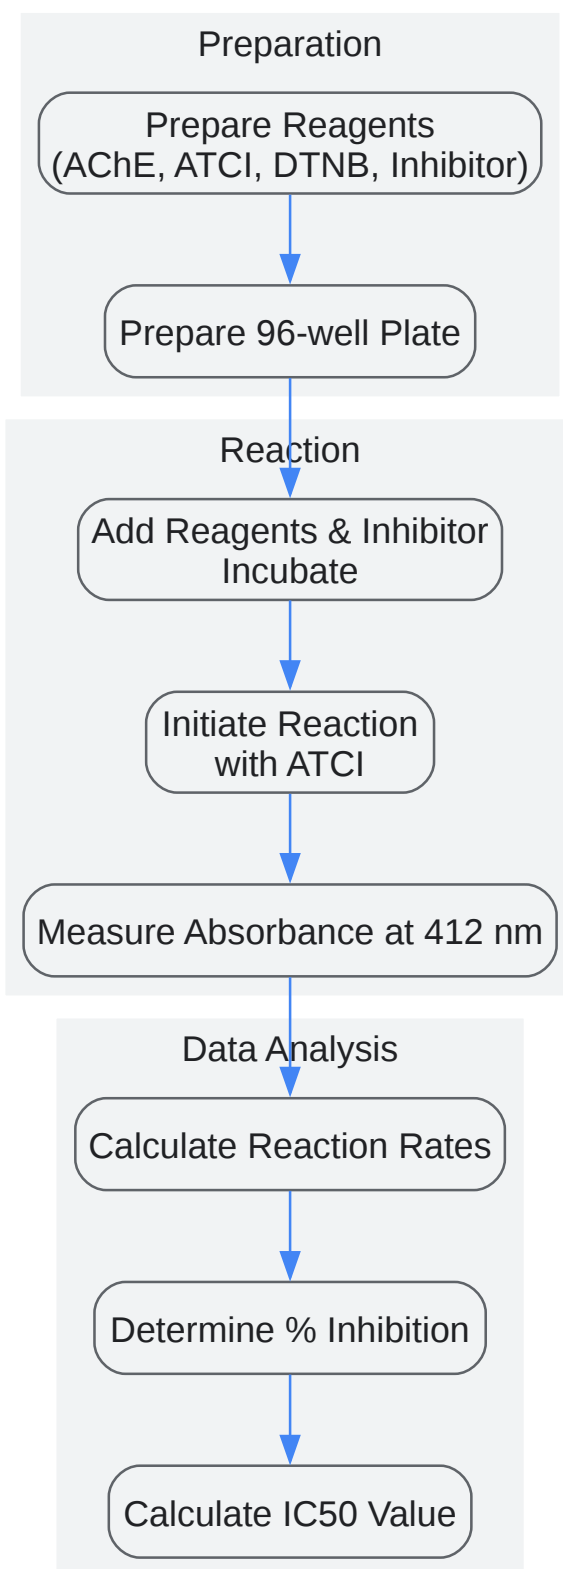 Preparation
Prepare Reagents
(AChE, ATCI, DTNB, Inhibitor)
Prepare 96-well Plate
Reaction
Add Reagents & Inhibitor
Incubate
Initiate Reaction
with ATCI
Measure Absorbance at 412 nm
Data Analysis
Calculate Reaction Rates
Determine % Inhibition
Calculate IC50 Value